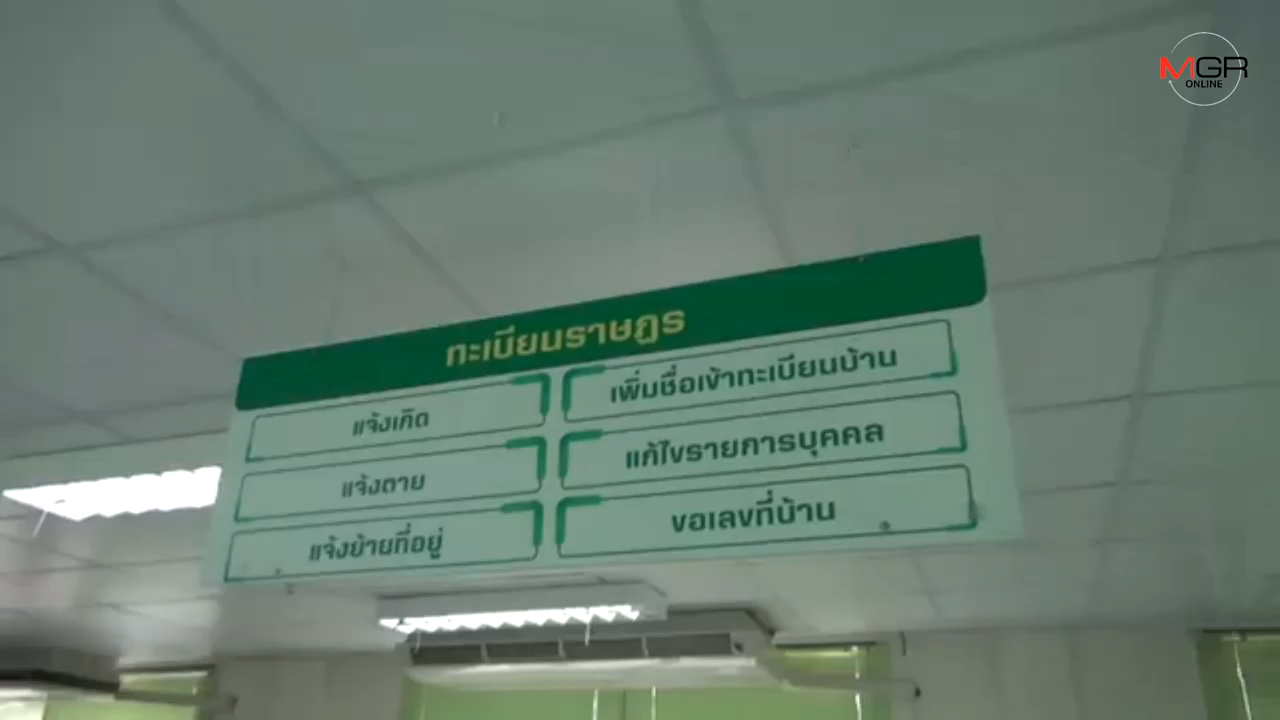 MGR
ONLINE
ทะเบียนราษฎร
แจ้งเกิด
แจ้งตาย
แจ้งย้ายที่อยู่
เพิ่มชื่อเข้าทะเบียนบ้าน
แก้ไขรายการบุคคล
ขอเลขที่บ้าน